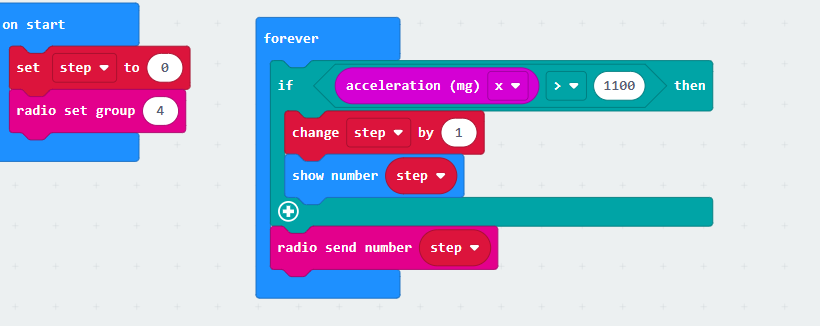 on start
set step to 0
radio set group 4
forever
if acceleration (mg) x > 1100 then
change step by 1
show number step
radio send number step